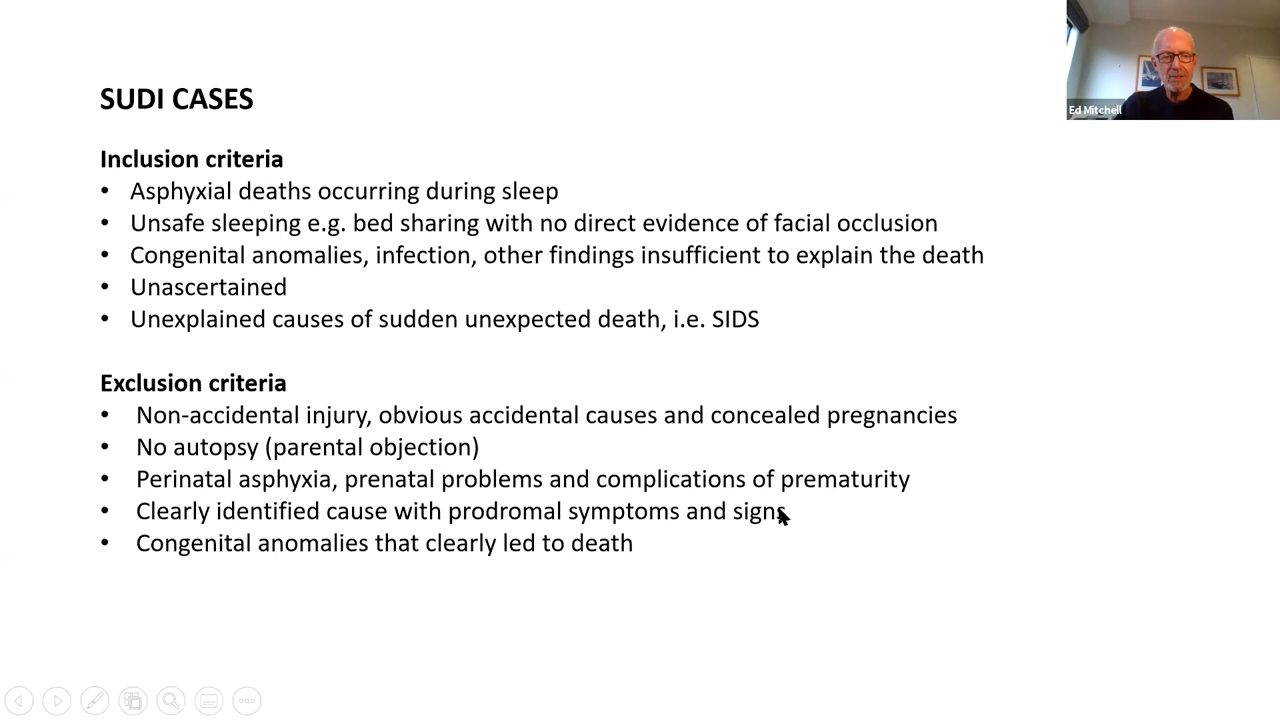 SUDI CASES
Ed Mitchell
Inclusion criteria
• Asphyxial deaths occurring during sleep
• Unsafe sleeping e.g. bed sharing with no direct evidence of facial occlusion
• Congenital anomalies, infection, other findings insufficient to explain the death
• Unascertained
• Unexplained causes of sudden unexpected death, i.e. SIDS
Exclusion criteria
• Non-accidental injury, obvious accidental causes and concealed pregnancies
• No autopsy (parental objection)
• Perinatal asphyxia, prenatal problems and complications of prematurity
• Clearly identified cause with prodromal symptoms and signs
• Congenital anomalies that clearly led to death